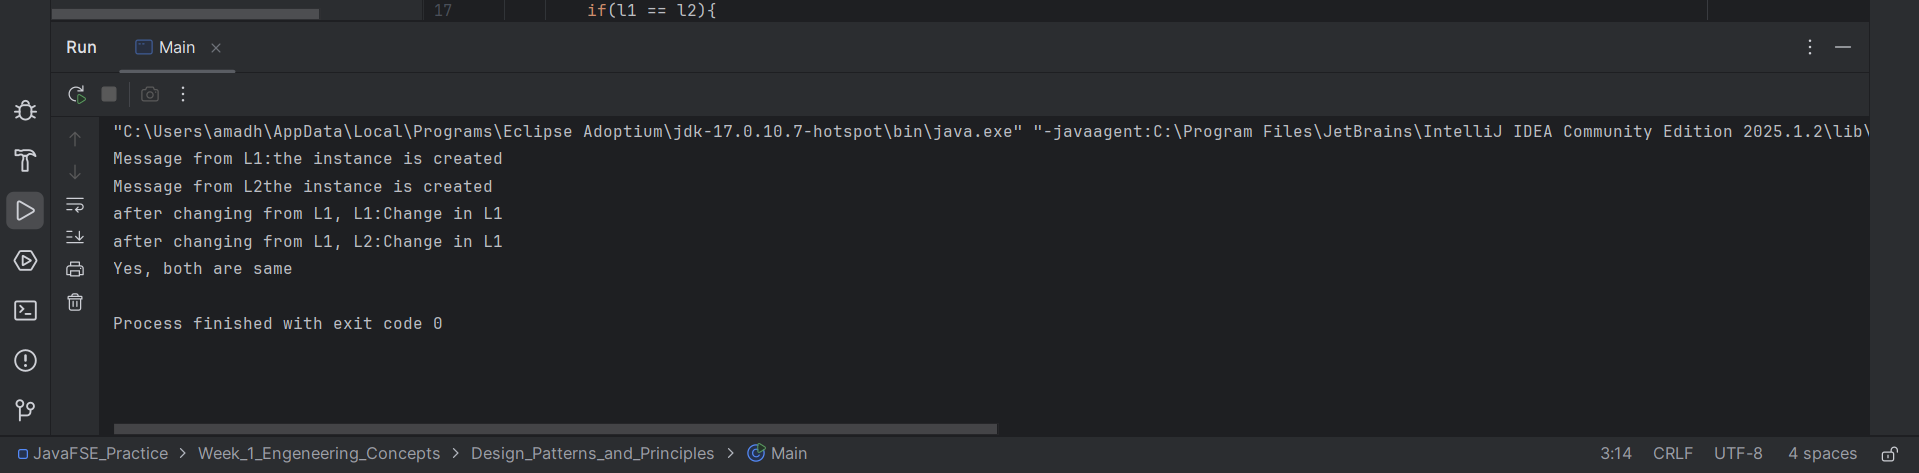 17 if(l1 == l2){
Run Main
"C:\Users\amadh\AppData\Local\Programs\Eclipse Adoptium\jdk-17.0.10.7-hotspot\bin\java.exe" "-javaagent:C:\Program Files\JetBrains\IntelliJ IDEA Community Edition 2025.1.2\lib\
Message from L1:the instance is created
Message from L2the instance is created
after changing from L1, L1:Change in L1
after changing from L1, L2:Change in L1
Yes, both are same
Process finished with exit code 0
JavaFSE_Practice > Week_1_Engeneering_Concepts > Design_Patterns_and_Principles > Main 3:14 CRLF UTF-8 4 spaces